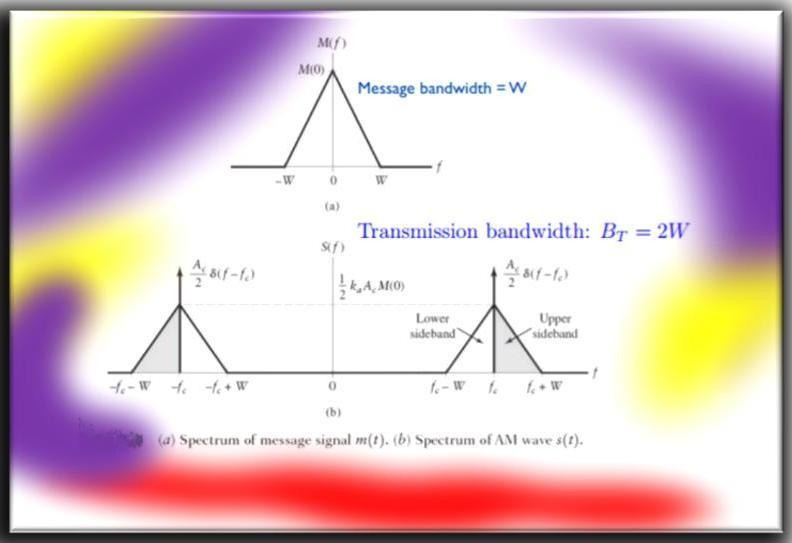 M(f)
M(0)
Message bandwidth = W
f
-W 0 W
(a)
Transmission bandwidth: B_T = 2W
S(f)
A_c/2 δ(f−f_c)
1/2 k_a A_c M(0)
A_c/2 δ(f−f_c)
Lower
sideband
Upper
sideband
f
-f_c − W -f_c -f_c + W 0 f_c − W f_c f_c + W
(b)
(a) Spectrum of message signal m(t). (b) Spectrum of AM wave s(t).